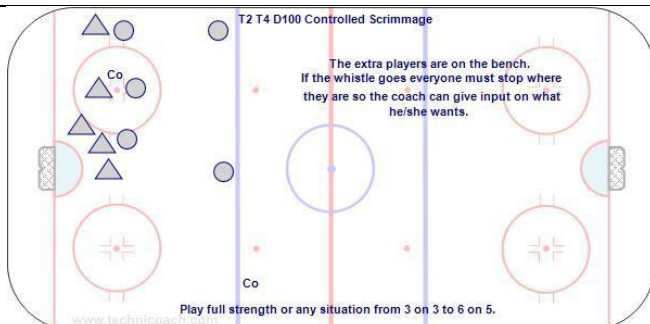 T2 T4 D100 Controlled Scrimmage
The extra players are on the bench.
If the whistle goes everyone must stop where
they are so the coach can give input on what
he/she wants.
Co
Co
Play full strength or any situation from 3 on 3 to 6 on 5.
www.technicoach.com